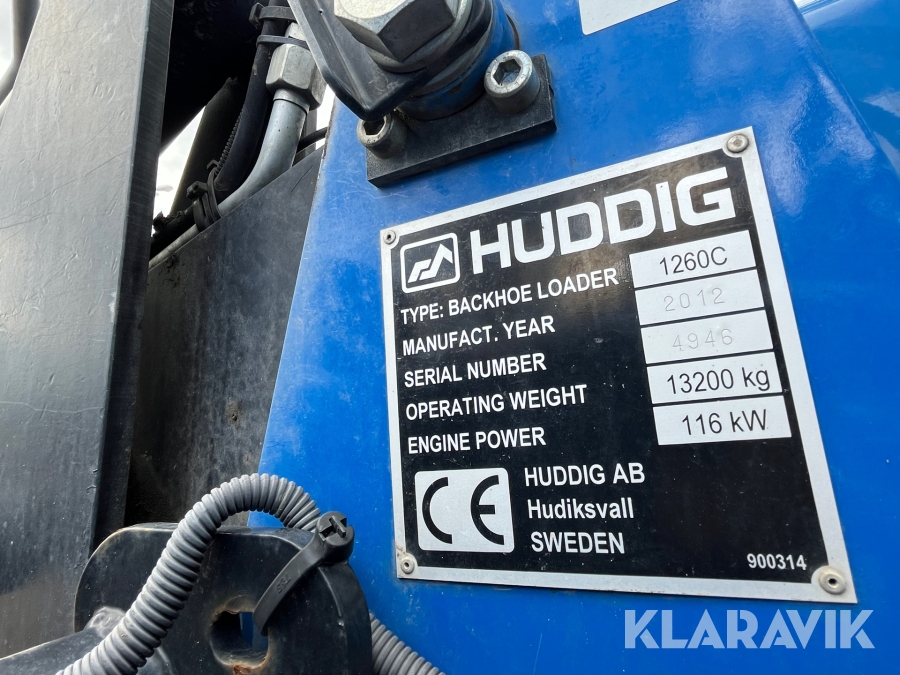 HUDDIG
TYPE: BACKHOE LOADER 1260C
MANUFACT. YEAR 2012
SERIAL NUMBER 4946
OPERATING WEIGHT 13200 kg
ENGINE POWER 116 kW
CE
HUDDIG AB
Hudiksvall
SWEDEN
900314
KLARAVIK